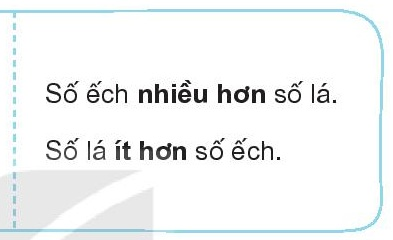 Số ếch nhiều hơn số lá.
Số lá ít hơn số ếch.